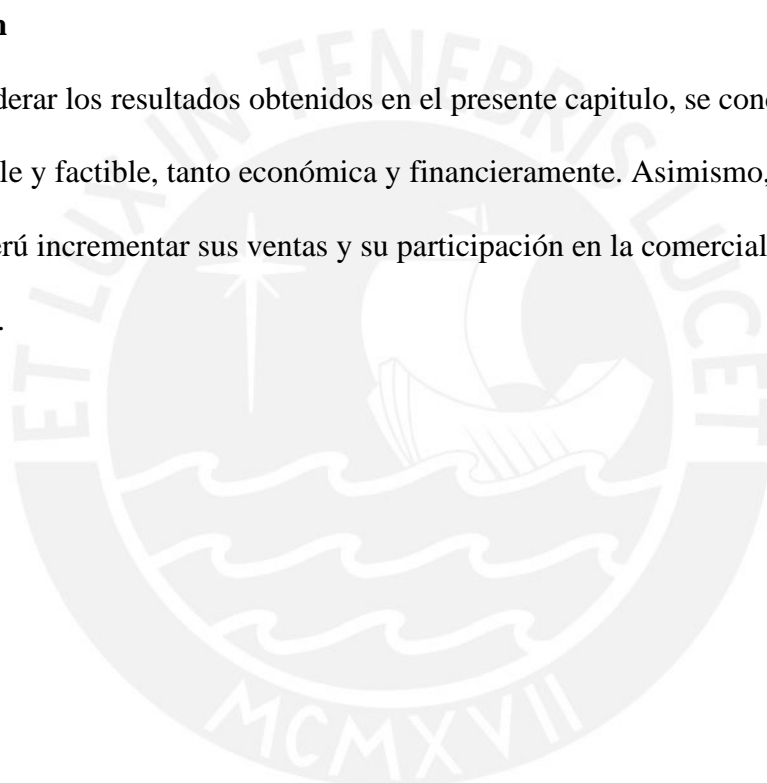 n
derar los resultados obtenidos en el presente capitulo, se con
le y factible, tanto económica y financieramente. Asimismo,
erú incrementar sus ventas y su participación en la comercial
.
ET LUX IN TENEBRIS LUCET
MCMXVII